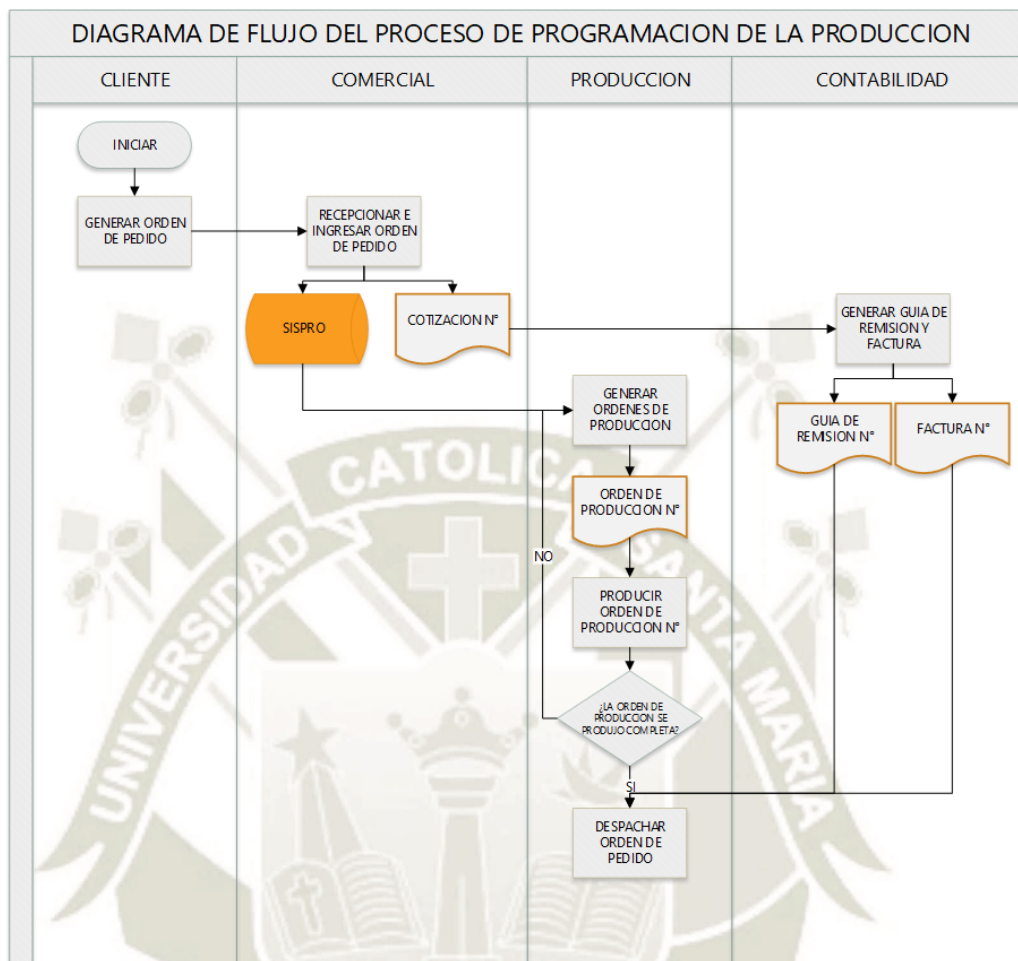 DIAGRAMA DE FLUJO DEL PROCESO DE PROGRAMACION DE LA PRODUCCION
CLIENTE
COMERCIAL
PRODUCCION
CONTABILIDAD
INICIAR
GENERAR ORDEN
DE PEDIDO
RECEPCIONAR E
INGRESAR ORDEN
DE PEDIDO
SISPRO
COTIZACION N°
GENERAR GUIA DE
REMISION Y
FACTURA
GENERAR
ORDENES DE
PRODUCCION
GUIA DE
REMISION N°
FACTURA N°
ORDEN DE
PRODUCCION N°
NO
PRODUCIR
ORDEN DE
PRODUCCION N°
¿LA ORDEN DE
PRODUCCION SE
PRODUJO COMPLETA?
SI
DESPACHAR
ORDEN DE
PEDIDO
UNIVERSIDAD CATOLICA SANTA MARIA